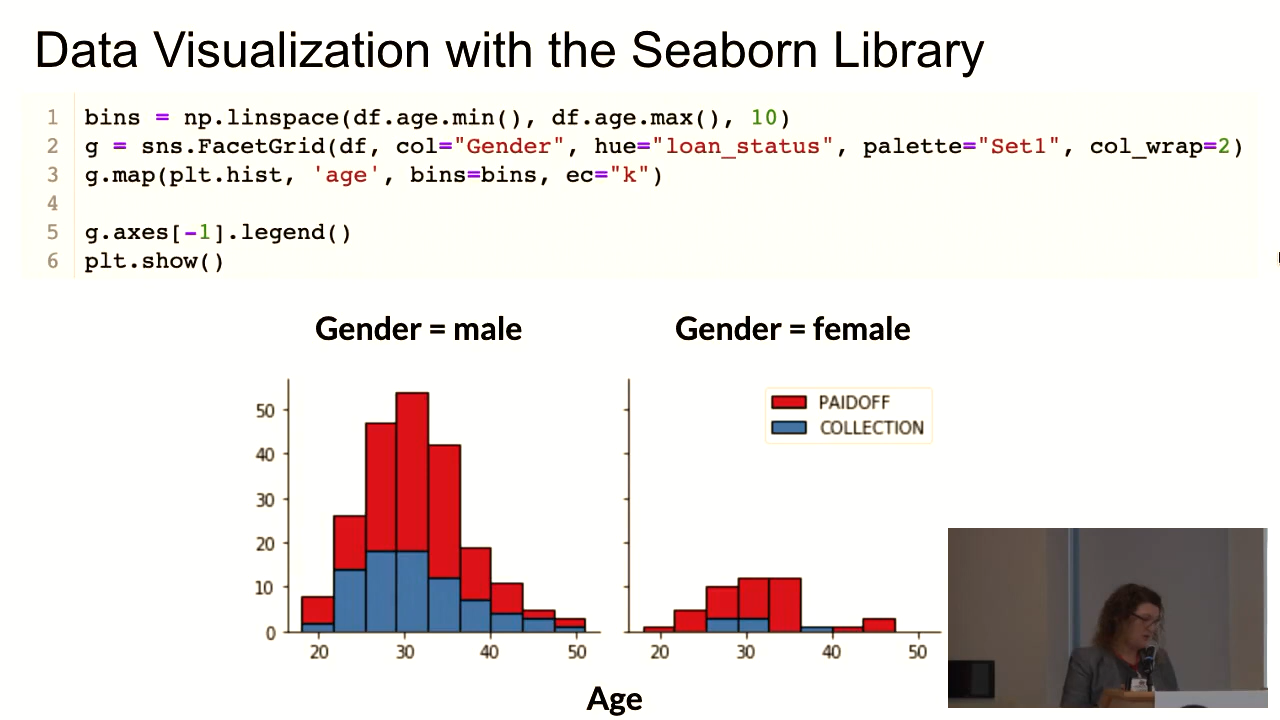 Data Visualization with the Seaborn Library
1 bins = np.linspace(df.age.min(), df.age.max(), 10)
2 g = sns.FacetGrid(df, col="Gender", hue="loan_status", palette="Set1", col_wrap=2)
3 g.map(plt.hist, 'age', bins=bins, ec="k")
4
5 g.axes[-1].legend()
6 plt.show()
Gender = male
Gender = female
50
40
30
20
10
0
20 30 40 50
PAIDOFF
COLLECTION
20 30 40 50
Age